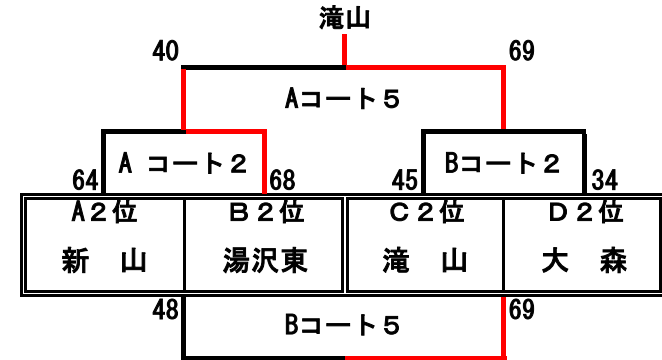 滝山
40 69
Aコート5
A コート2 Bコート2
64 68 45 34
A2位 B2位 C2位 D2位
新 山 湯沢東 滝 山 大 森
48 69
Bコート5